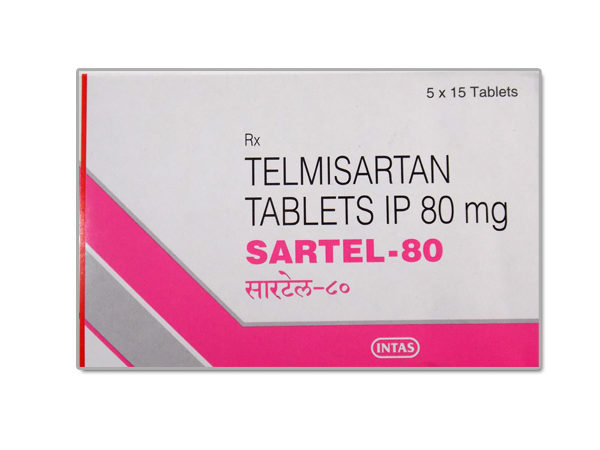 5 x 15 Tablets
Rx
TELMISARTAN
TABLETS IP 80 mg
SARTEL-80
सारटेल-८०
INTAS